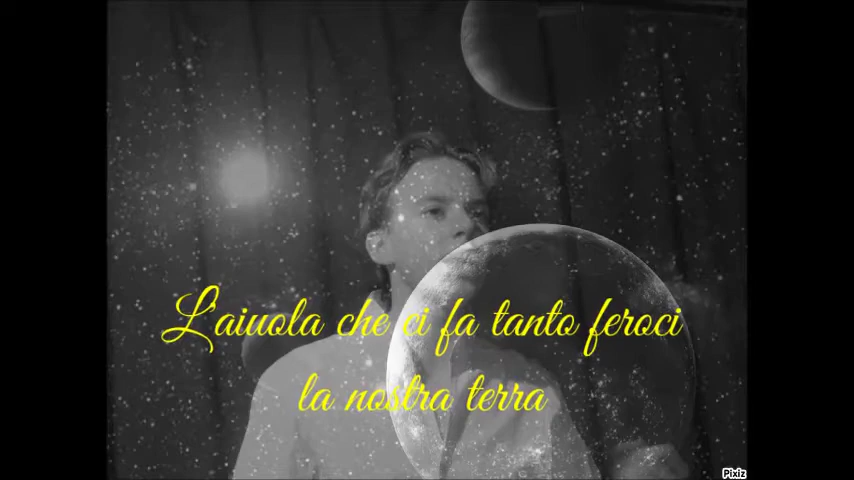 L'aiuola che ci fa tanto feroci
la nostra terra
Pixiz